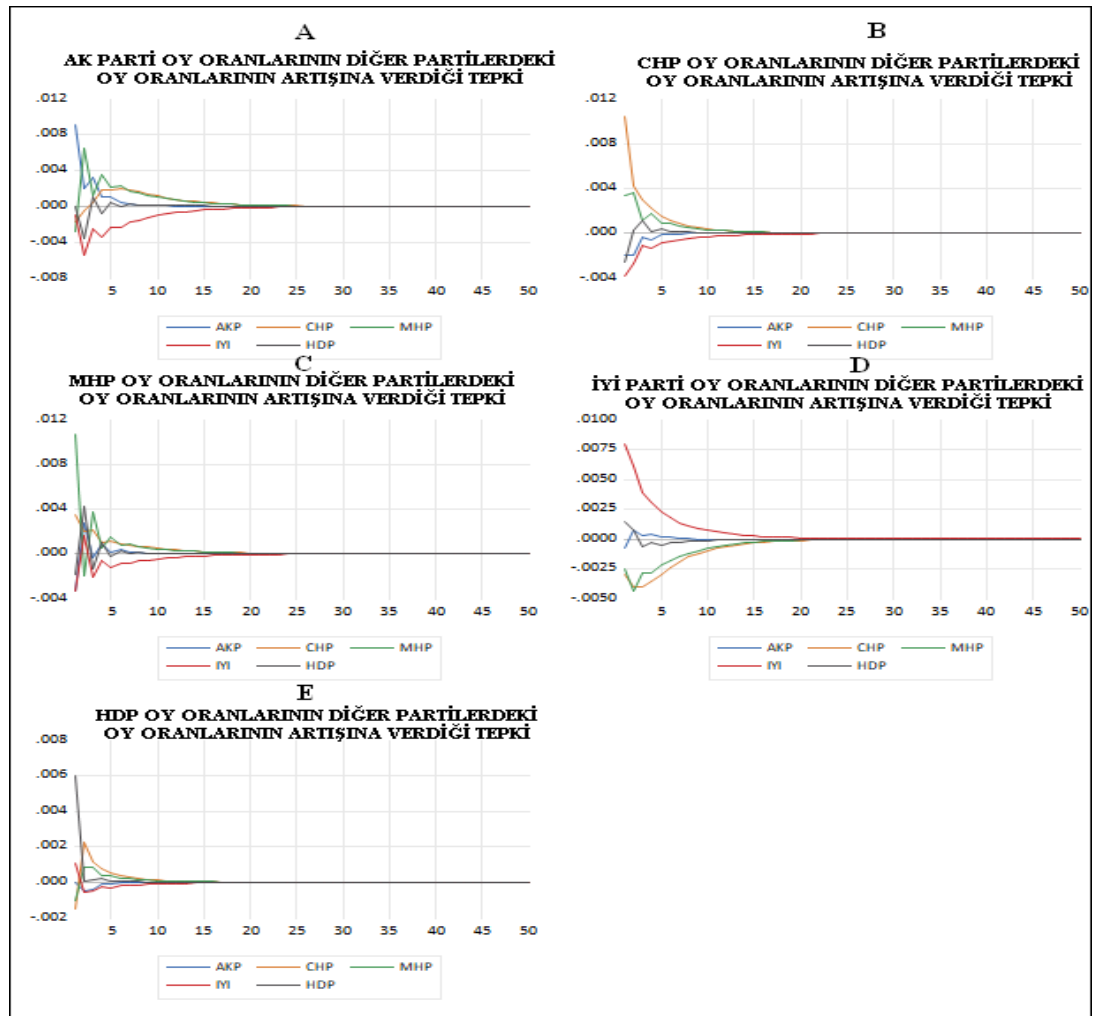 A
AK PARTİ OY ORANLARININ DİĞER PARTİLERDEKİ
OY ORANLARININ ARTIŞINA VERDİĞİ TEPKİ
.012
.008
.004
.000
-.004
-.008
5 10 15 20 25 30 35 40 45 50
AKP CHP MHP
IYI HDP
B
CHP OY ORANLARININ DİĞER PARTİLERDEKİ
OY ORANLARININ ARTIŞINA VERDİĞİ TEPKİ
.012
.008
.004
.000
-.004
5 10 15 20 25 30 35 40 45 50
AKP CHP MHP
IYI HDP
C
MHP OY ORANLARININ DİĞER PARTİLERDEKİ
OY ORANLARININ ARTIŞINA VERDİĞİ TEPKİ
.012
.008
.004
.000
-.004
5 10 15 20 25 30 35 40 45 50
AKP CHP MHP
IYI HDP
D
İYİ PARTİ OY ORANLARININ DİĞER PARTİLERDEKİ
OY ORANLARININ ARTIŞINA VERDİĞİ TEPKİ
.0100
.0075
.0050
.0025
.0000
-.0025
-.0050
5 10 15 20 25 30 35 40 45 50
AKP CHP MHP
IYI HDP
E
HDP OY ORANLARININ DİĞER PARTİLERDEKİ
OY ORANLARININ ARTIŞINA VERDİĞİ TEPKİ
.008
.006
.004
.002
.000
-.002
5 10 15 20 25 30 35 40 45 50
AKP CHP MHP
IYI HDP